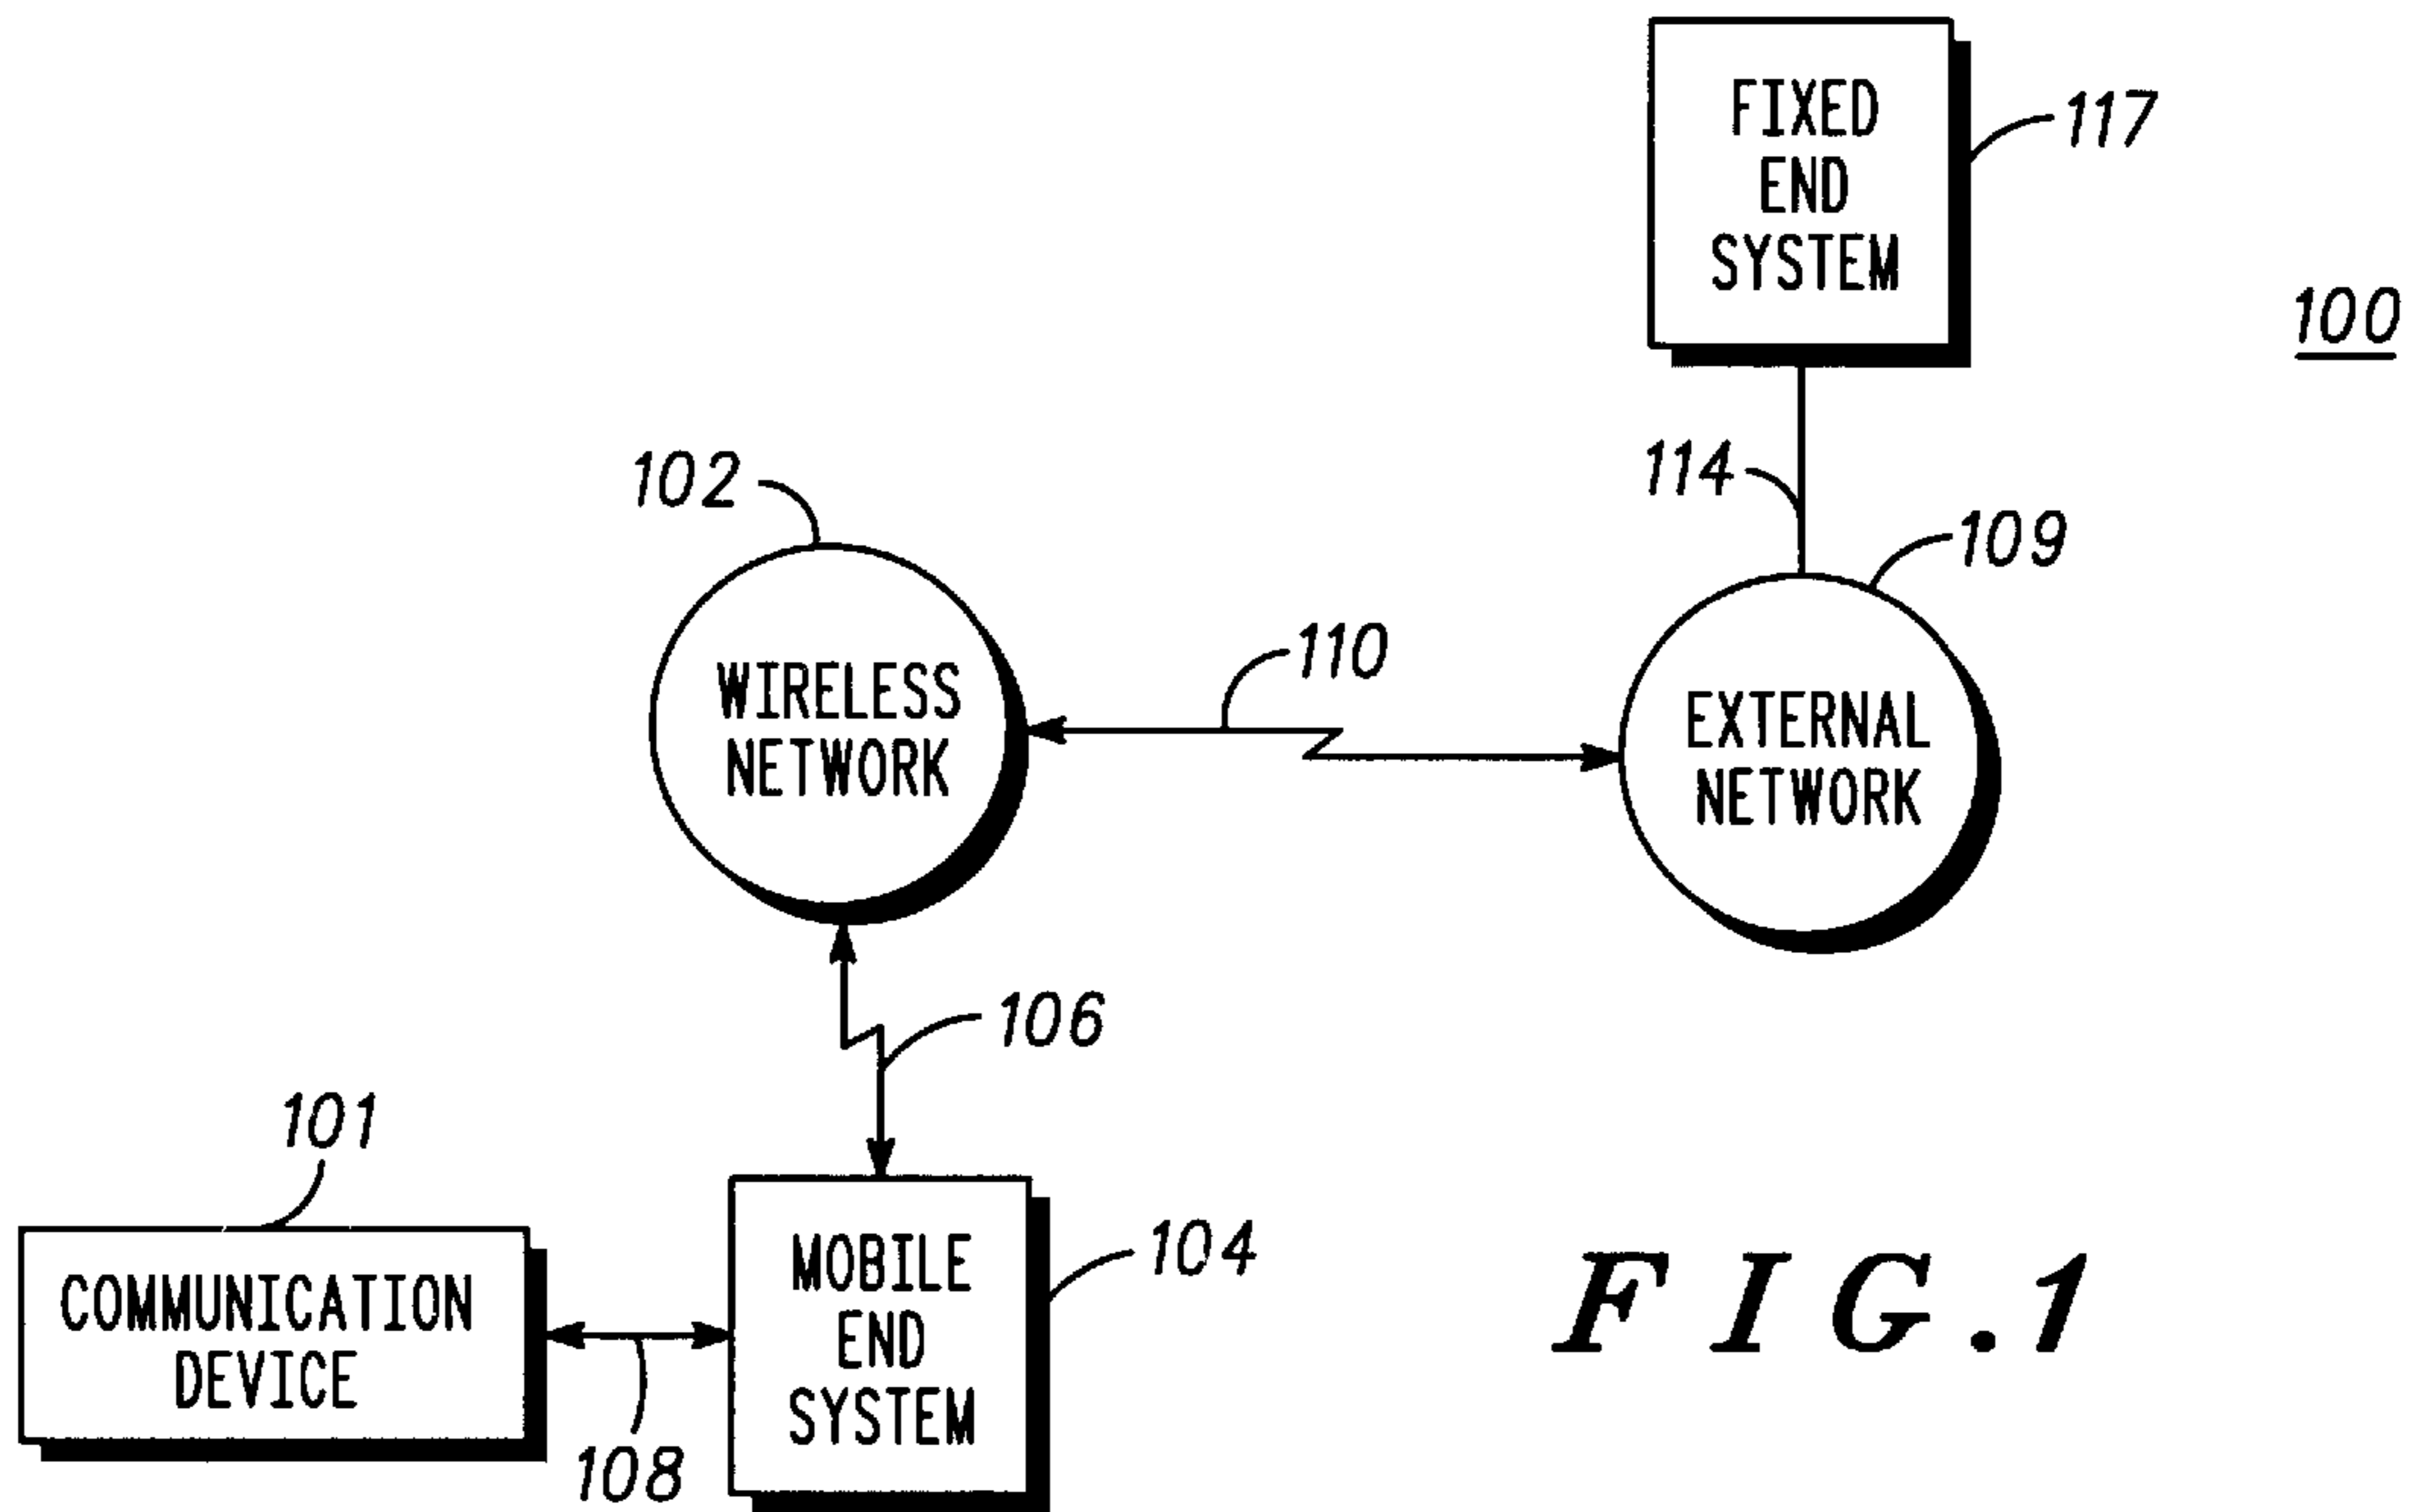 FIXED
END
SYSTEM
117
100
114
102
109
110
WIRELESS
NETWORK
EXTERNAL
NETWORK
106
101
104
MOBILE
END
SYSTEM
COMMUNICATION
DEVICE
108
FIG.1